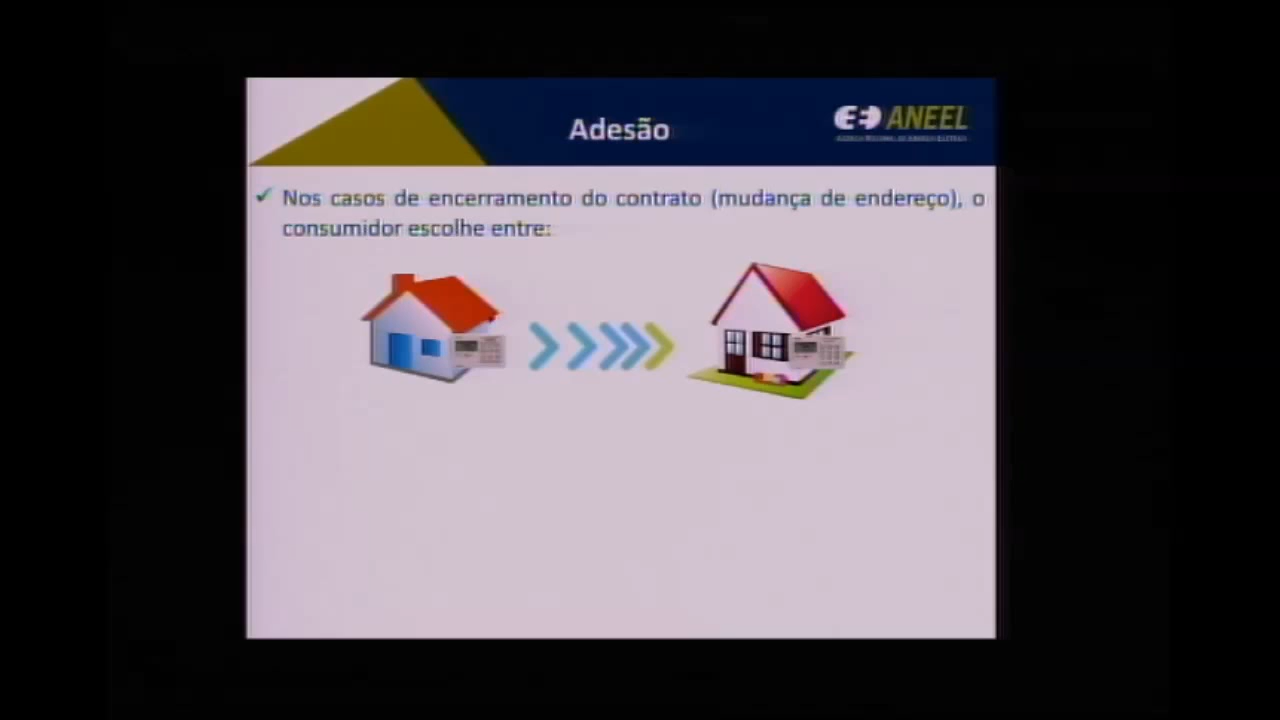 Adesão
ANEEL
✓ Nos casos de encerramento do contrato (mudança de endereço), o
consumidor escolhe entre: